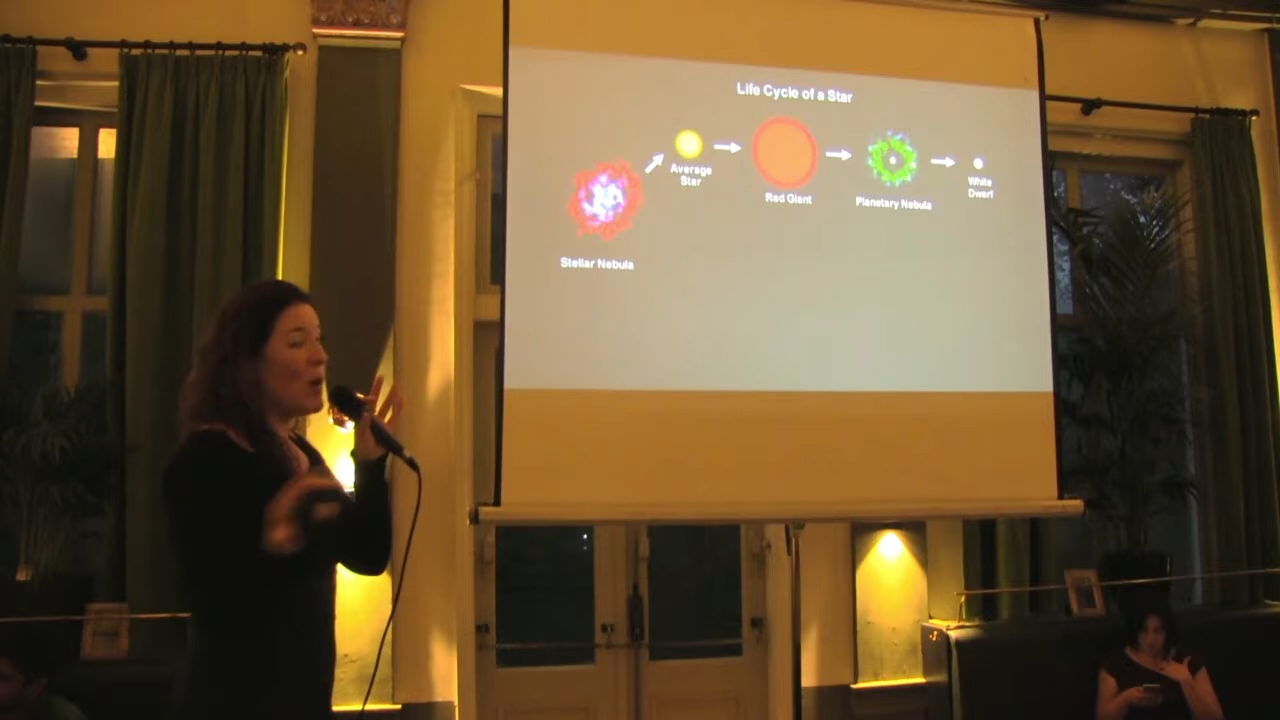 Life Cycle of a Star
Average
Star
Red Giant
Planetary Nebula
White
Dwarf
Stellar Nebula